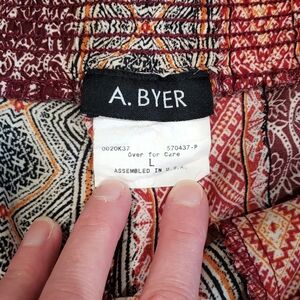 A. BYER
0020K37 570437-P
Over for Care
L
ASSEMBLED IN U.S.A.